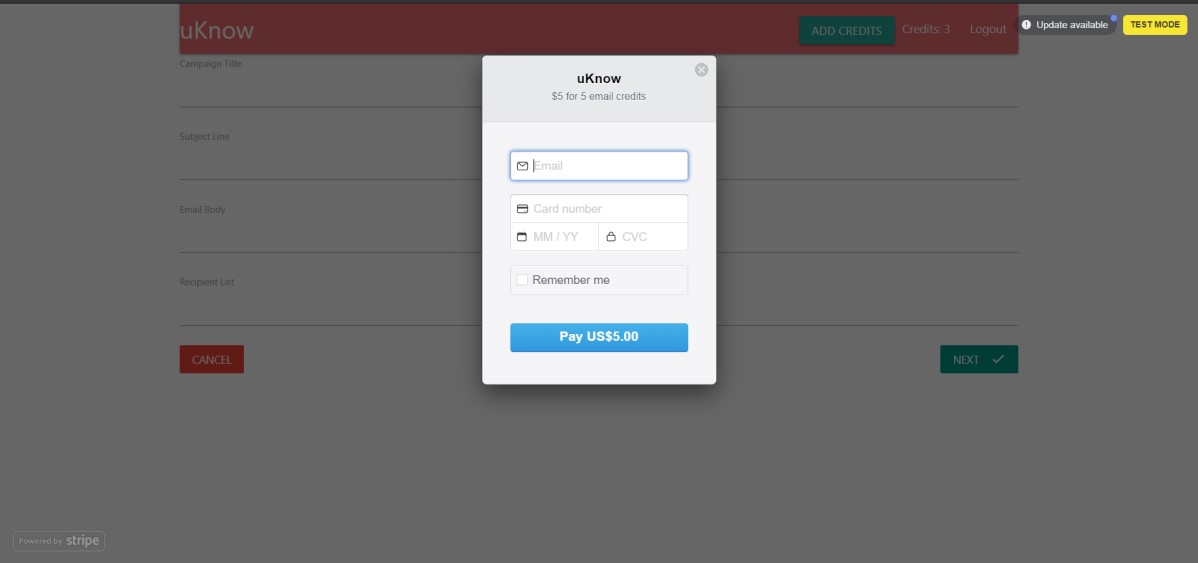 uKnow
ADD CREDITS
Credits: 3
Logout
Update available
TEST MODE
Campaign Title
uKnow
$5 for 5 email credits
Subject Line
Email
Email Body
Card number
MM / YY
CVC
Recipient List
Remember me
Pay US$5.00
CANCEL
NEXT
Powered by stripe